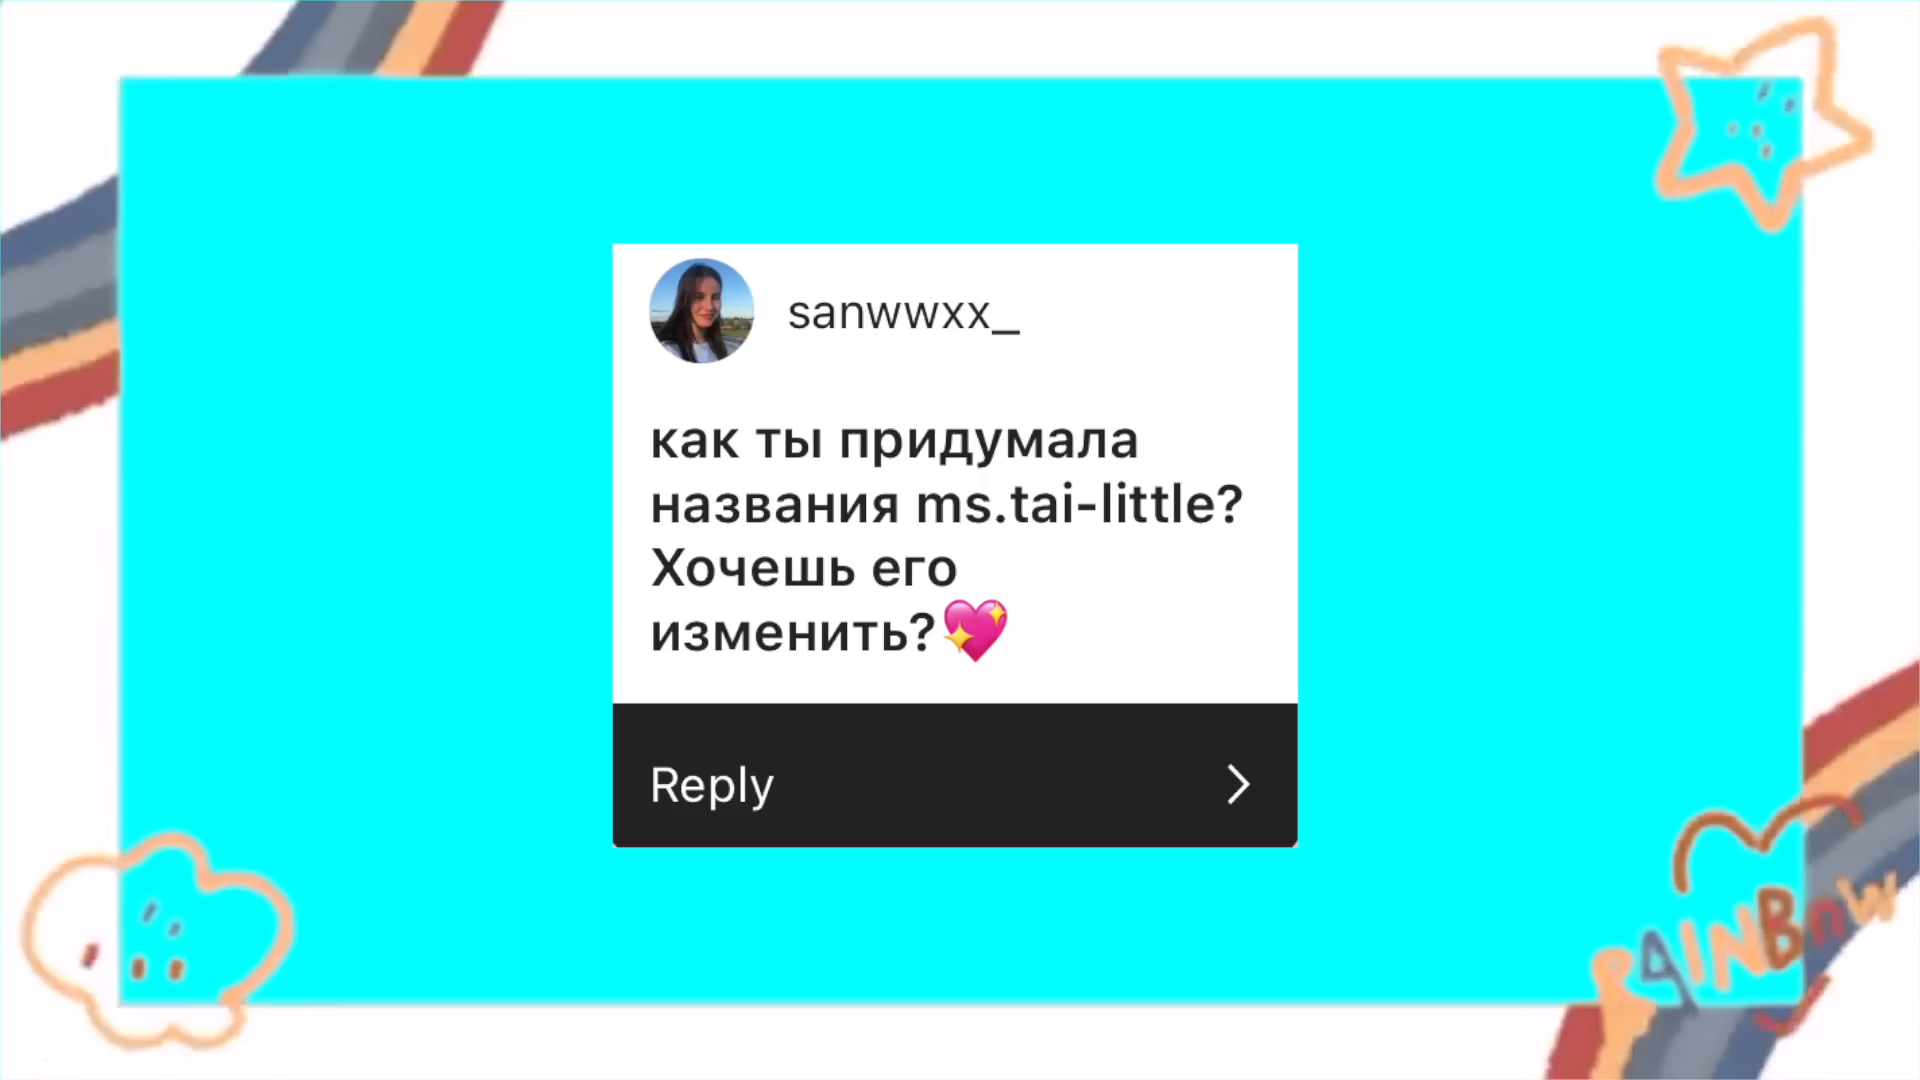 sanwwxx_
как ты придумала
названия ms.tai-little?
Хочешь его
изменить?💖
Reply
RAINBOW